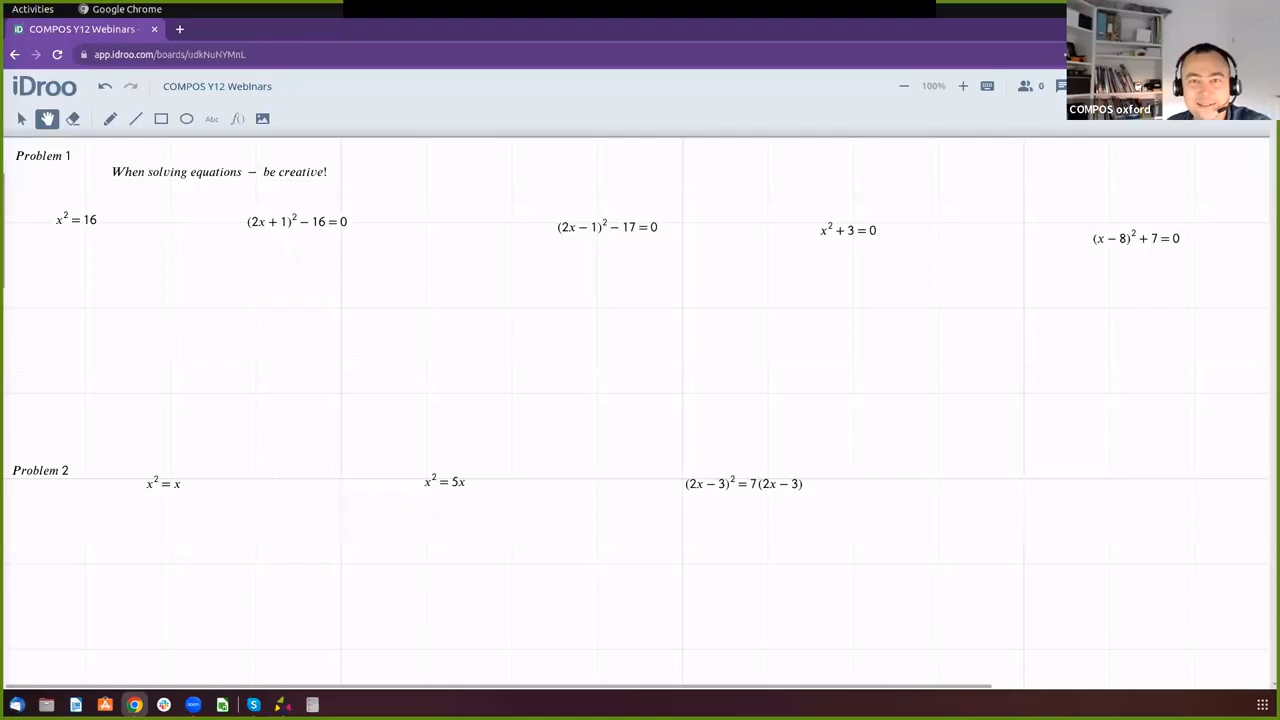 Activities
Google Chrome
COMPOS Y12 Webinars -
app.idroo.com/boards/udkNuNYMnL
iDroo
COMPOS Y12 Webinars
100%
0
COMPOS oxford
Abc
f()
Problem 1
When solving equations − be creative!
x² = 16
(2x + 1)² − 16 = 0
(2x − 1)² − 17 = 0
x² + 3 = 0
(x − 8)² + 7 = 0
Problem 2
x² = x
x² = 5x
(2x − 3)² = 7(2x − 3)